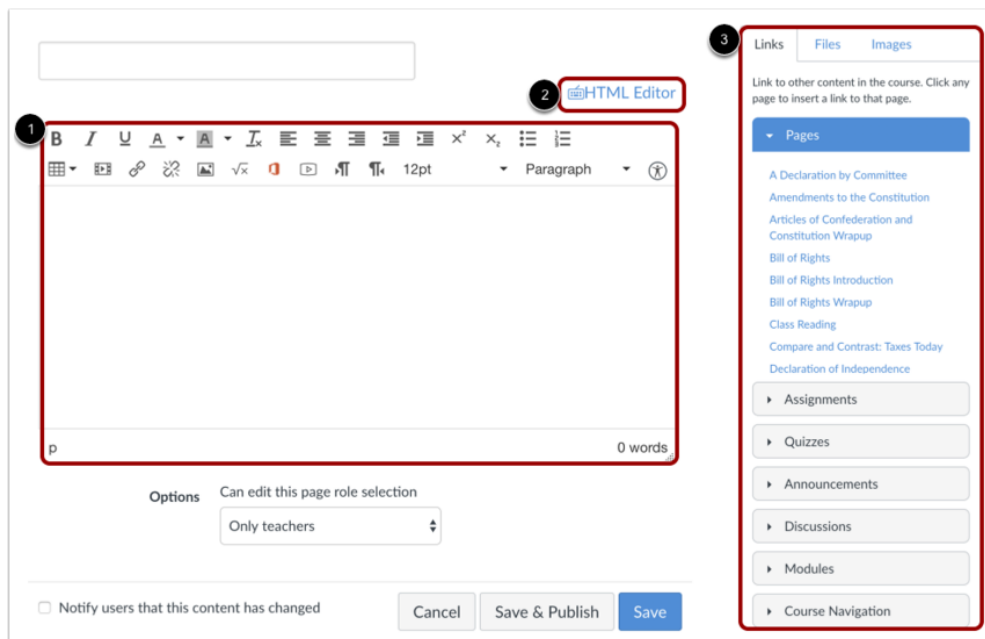 3
Links Files Images
2
HTML Editor
Link to other content in the course. Click any
page to insert a link to that page.
1
B I U A A Tx x² x₂
Pages
√x ¶ ¶ 12pt Paragraph
A Declaration by Committee
Amendments to the Constitution
Articles of Confederation and
Constitution Wrapup
Bill of Rights
Bill of Rights Introduction
Bill of Rights Wrapup
Class Reading
Compare and Contrast: Taxes Today
Declaration of Independence
Assignments
p 0 words
Quizzes
Options Can edit this page role selection
Announcements
Only teachers
Discussions
Modules
Notify users that this content has changed
Cancel Save & Publish Save
Course Navigation